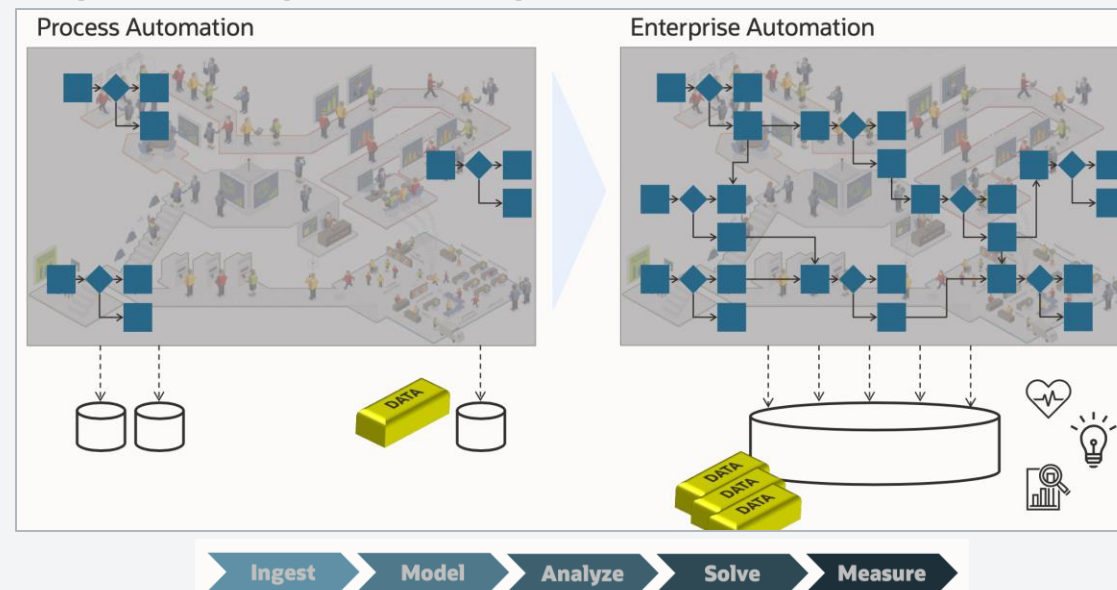 Process Automation
Enterprise Automation
DATA
DATA
DATA
DATA
Ingest
Model
Analyze
Solve
Measure